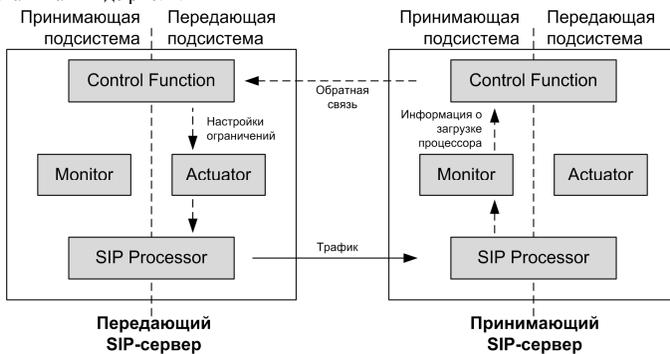 Принимающая подсистема
Передающая подсистема
Принимающая подсистема
Передающая подсистема
Control Function
Обратная связь
Control Function
Настройки ограничений
Информация о загрузке процессора
Monitor
Actuator
Monitor
Actuator
SIP Processor
Трафик
SIP Processor
Передающий SIP-сервер
Принимающий SIP-сервер